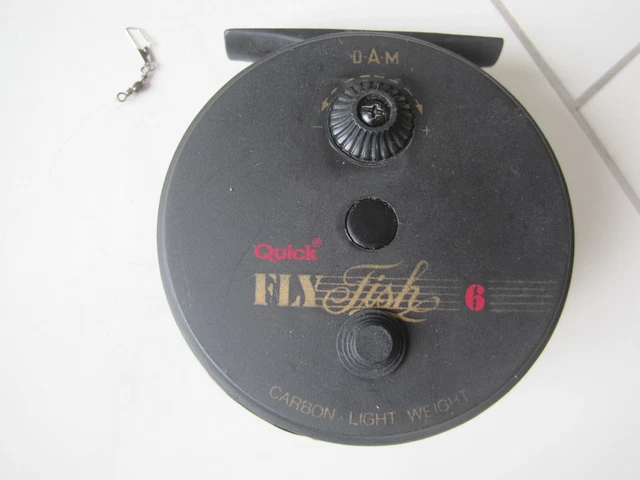 D·A·M
Quick®
FLY Fish 6
CARBON · LIGHT WEIGHT